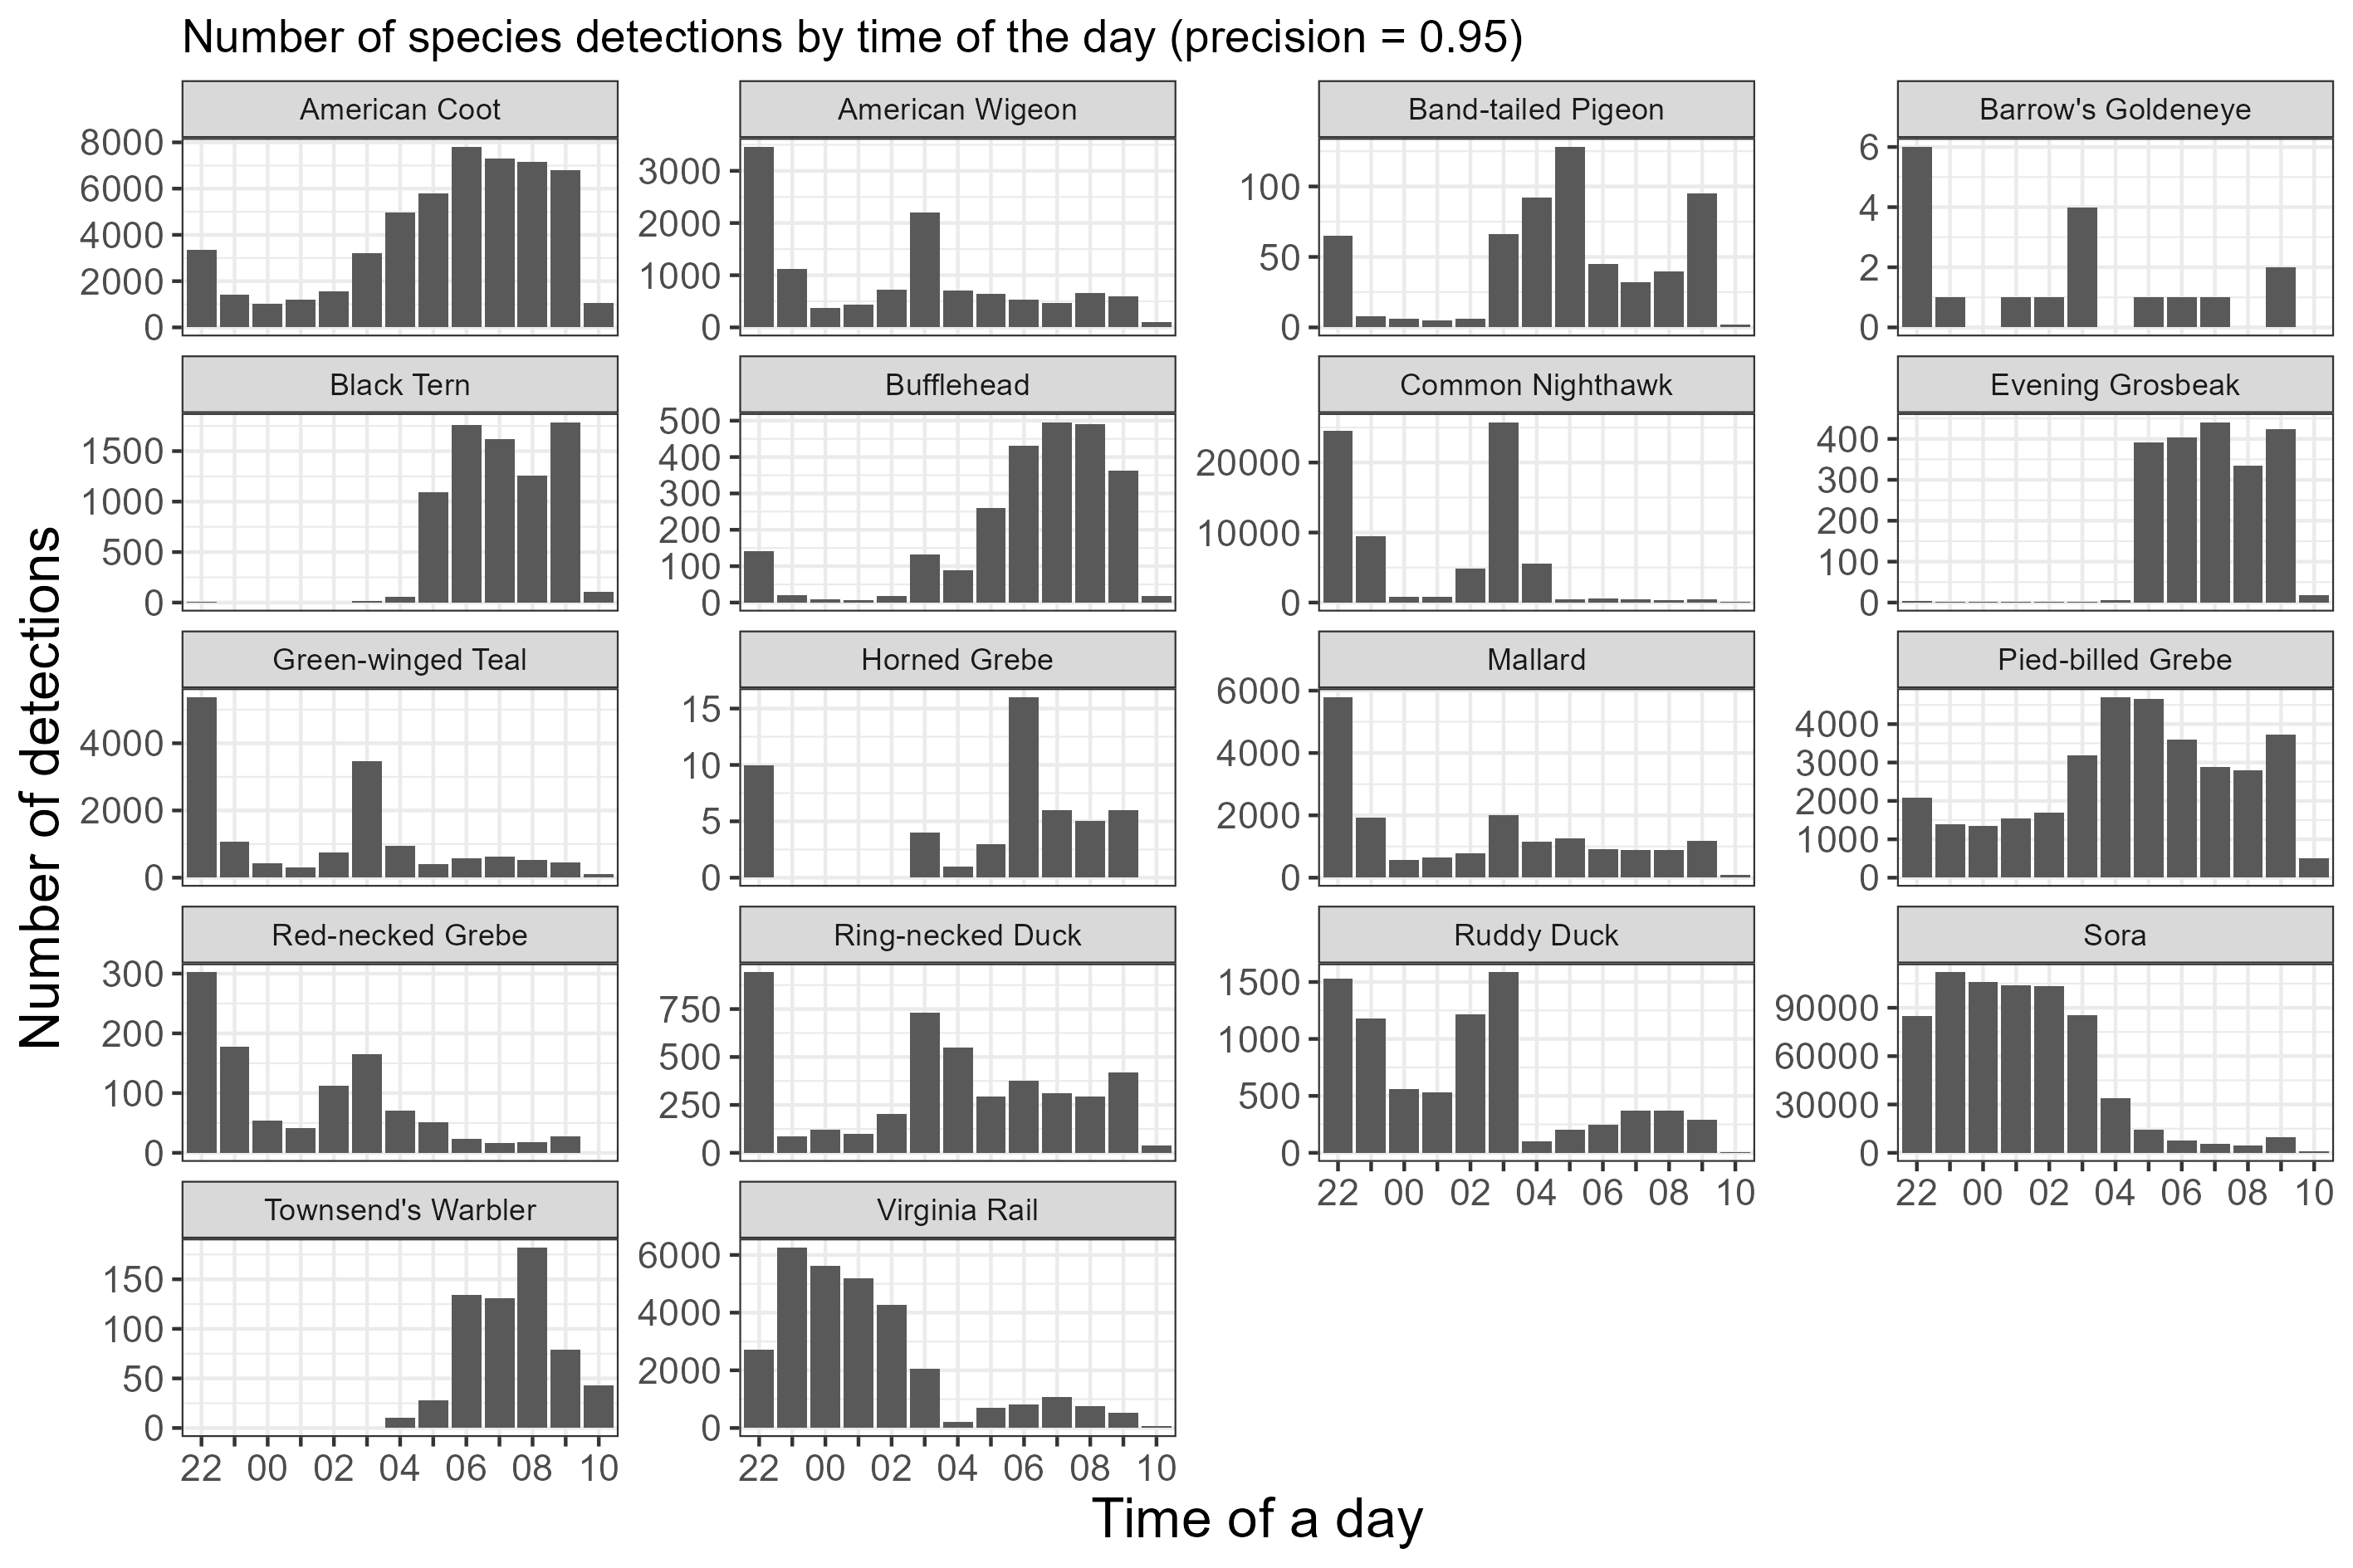 Number of species detections by time of the day (precision = 0.95)
American Coot
American Wigeon
Band-tailed Pigeon
Barrow's Goldeneye
8000
6000
4000
2000
0
3000
2000
1000
0
100
50
0
6
4
2
0
Black Tern
Bufflehead
Common Nighthawk
Evening Grosbeak
1500
1000
500
0
500
400
300
200
100
0
20000
10000
0
400
300
200
100
0
Green-winged Teal
Horned Grebe
Mallard
Pied-billed Grebe
4000
2000
0
15
10
5
0
6000
4000
2000
0
4000
3000
2000
1000
0
Red-necked Grebe
Ring-necked Duck
Ruddy Duck
Sora
300
200
100
0
750
500
250
0
1500
1000
500
0
90000
60000
30000
0
22 00 02 04 06 08 10
22 00 02 04 06 08 10
Townsend's Warbler
Virginia Rail
150
100
50
0
6000
4000
2000
0
22 00 02 04 06 08 10
22 00 02 04 06 08 10
Number of detections
Time of a day